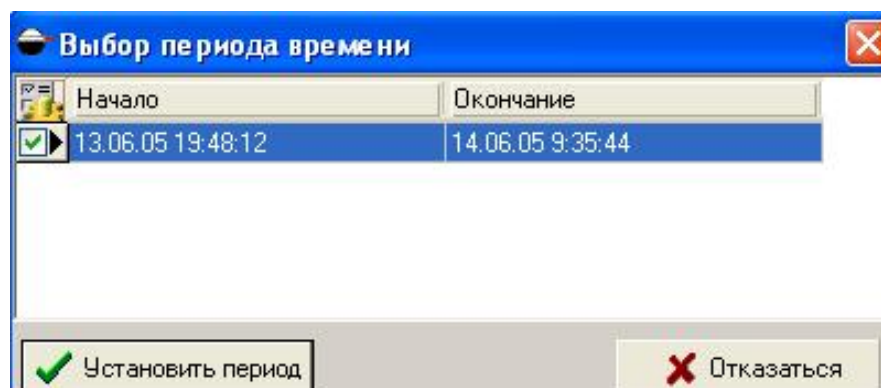 Выбор периода времени
Начало Окончание
13.06.05 19:48:12 14.06.05 9:35:44
Установить период Отказаться